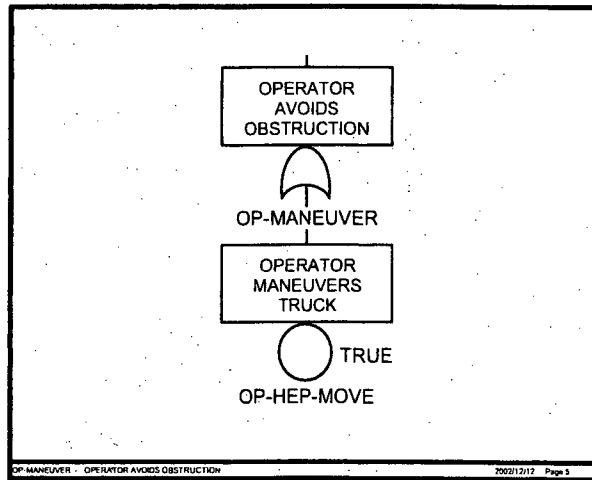 OPERATOR
AVOIDS
OBSTRUCTION
OP-MANEUVER
OPERATOR
MANEUVERS
TRUCK
TRUE
OP-HEP-MOVE
OP-MANEUVER - OPERATOR AVOIDS OBSTRUCTION 2002/12/12 Page 5